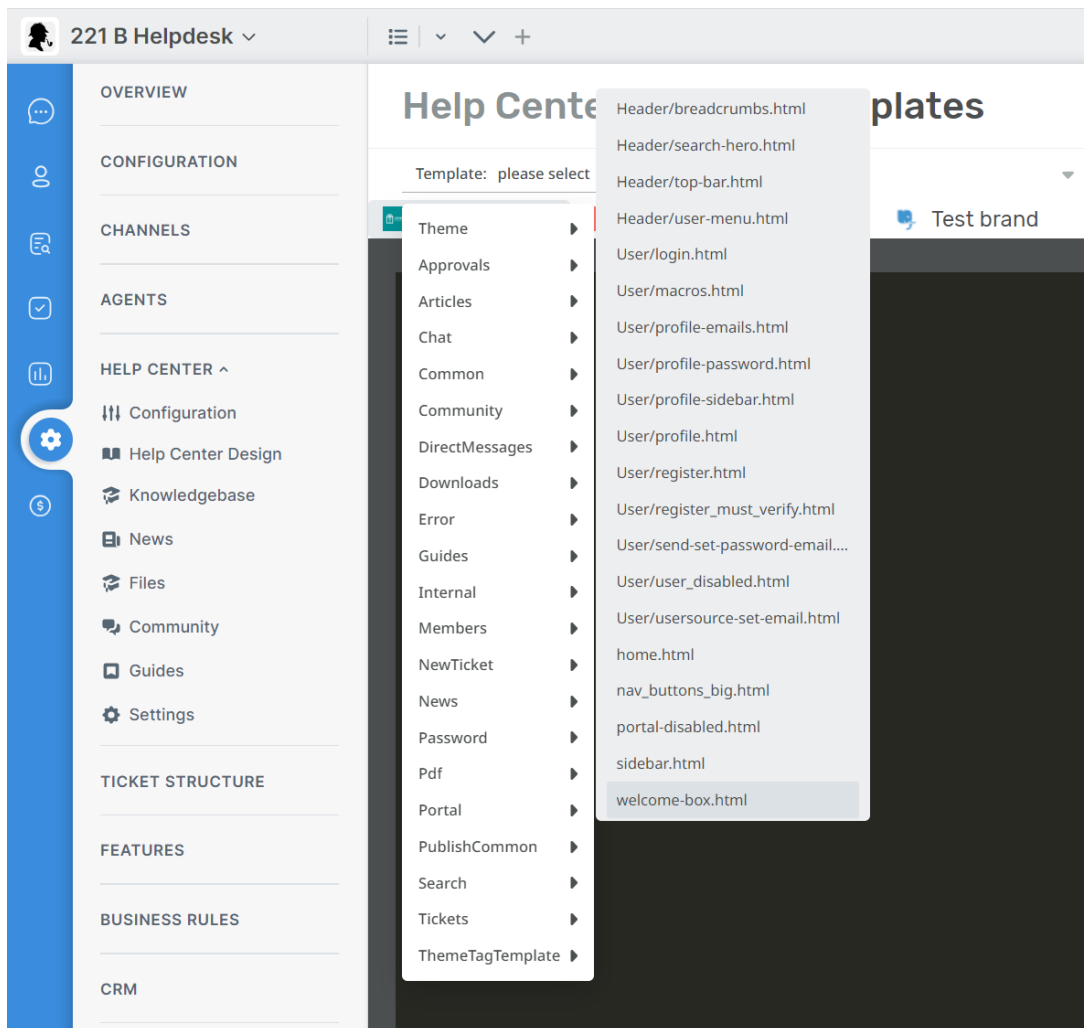 221 B Helpdesk
OVERVIEW
CONFIGURATION
CHANNELS
AGENTS
HELP CENTER
Configuration
Help Center Design
Knowledgebase
News
Files
Community
Guides
Settings
TICKET STRUCTURE
FEATURES
BUSINESS RULES
CRM
Help Cente
plates
Template: please select
Test brand
Theme
Approvals
Articles
Chat
Common
Community
DirectMessages
Downloads
Error
Guides
Internal
Members
NewTicket
News
Password
Pdf
Portal
PublishCommon
Search
Tickets
ThemeTagTemplate
Header/breadcrumbs.html
Header/search-hero.html
Header/top-bar.html
Header/user-menu.html
User/login.html
User/macros.html
User/profile-emails.html
User/profile-password.html
User/profile-sidebar.html
User/profile.html
User/register.html
User/register_must_verify.html
User/send-set-password-email....
User/user_disabled.html
User/usersource-set-email.html
home.html
nav_buttons_big.html
portal-disabled.html
sidebar.html
welcome-box.html